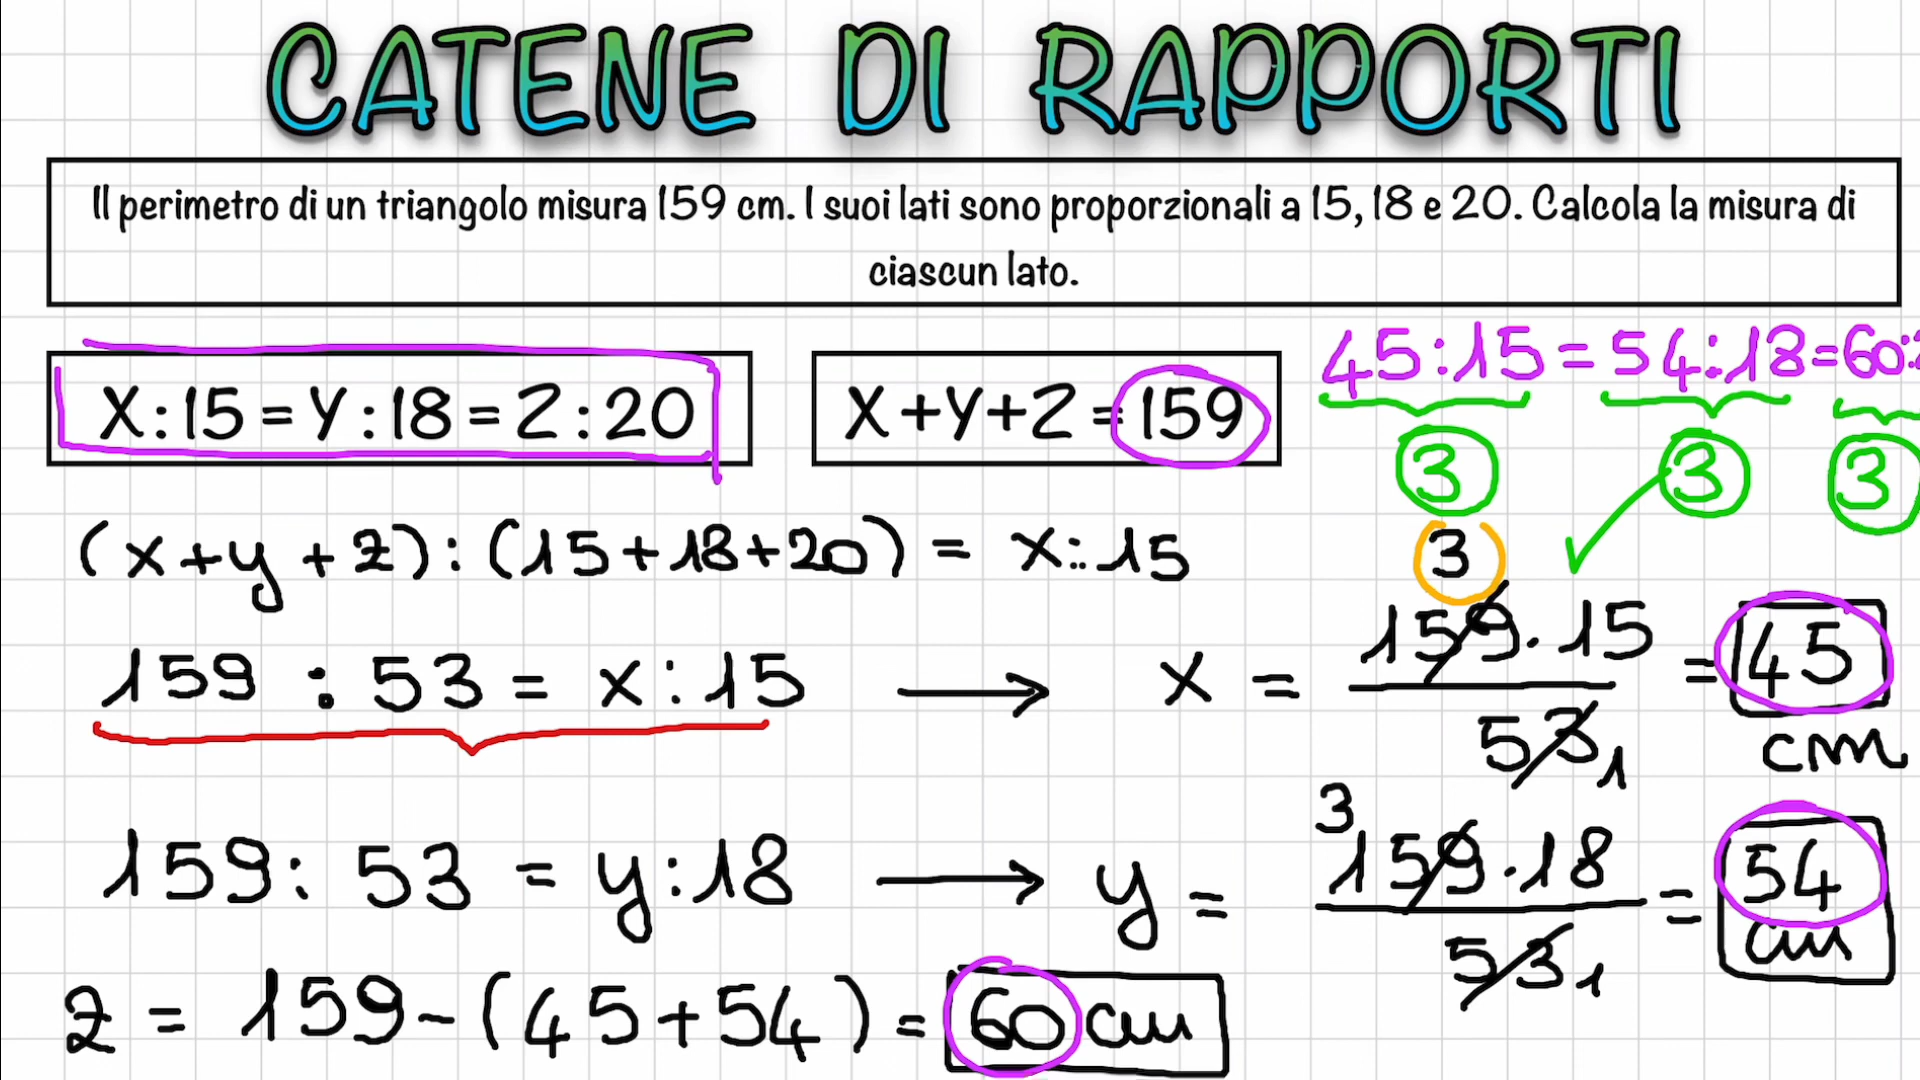 CATENE DI RAPPORTI
Il perimetro di un triangolo misura 159 cm. I suoi lati sono proporzionali a 15, 18 e 20. Calcola la misura di
ciascun lato.
X:15=Y:18=Z:20
X+Y+Z=159
45:15=54:18=60:
3 3 3
(x+y+z):(15+18+20) = x:15
159:53 = x:15
x = 159·15 / 53 = 45 cm
3
1
159:53 = y:18
y = 159·18 / 53 = 54 cm
3
1
z = 159-(45+54) = 60 cm